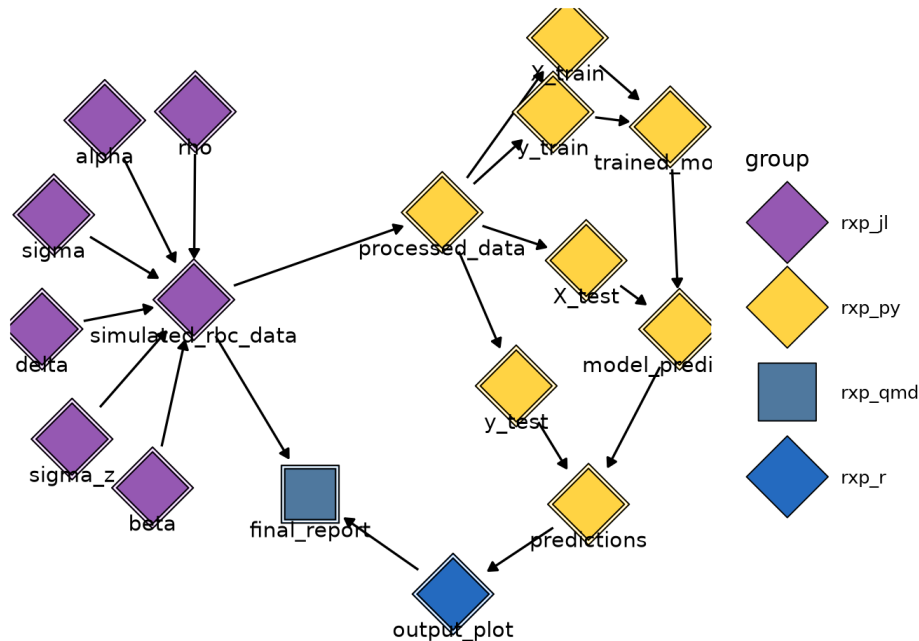 X_train
y_train
trained_mo
alpha
rho
group
rxp_jl
sigma
processed_data
X_test
rxp_py
simulated_rbc_data
delta
model_predi
rxp_qmd
y_test
sigma_z
rxp_r
beta
final_report
predictions
output_plot